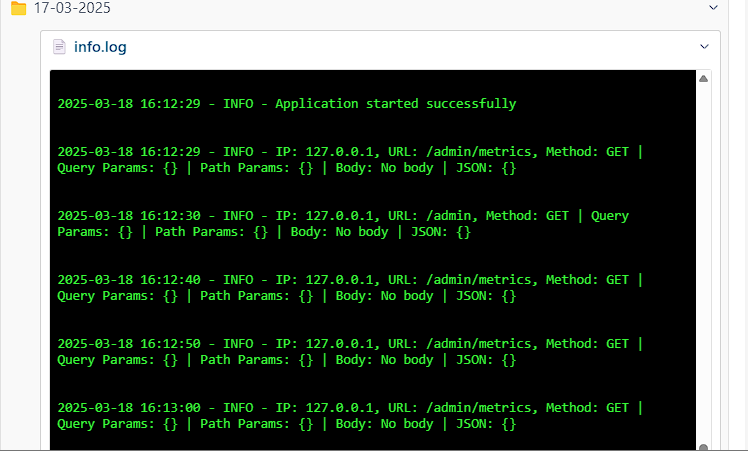 17-03-2025
info.log
2025-03-18 16:12:29 - INFO - Application started successfully
2025-03-18 16:12:29 - INFO - IP: 127.0.0.1, URL: /admin/metrics, Method: GET |
Query Params: {} | Path Params: {} | Body: No body | JSON: {}
2025-03-18 16:12:30 - INFO - IP: 127.0.0.1, URL: /admin, Method: GET | Query
Params: {} | Path Params: {} | Body: No body | JSON: {}
2025-03-18 16:12:40 - INFO - IP: 127.0.0.1, URL: /admin/metrics, Method: GET |
Query Params: {} | Path Params: {} | Body: No body | JSON: {}
2025-03-18 16:12:50 - INFO - IP: 127.0.0.1, URL: /admin/metrics, Method: GET |
Query Params: {} | Path Params: {} | Body: No body | JSON: {}
2025-03-18 16:13:00 - INFO - IP: 127.0.0.1, URL: /admin/metrics, Method: GET |
Query Params: {} | Path Params: {} | Body: No body | JSON: {}